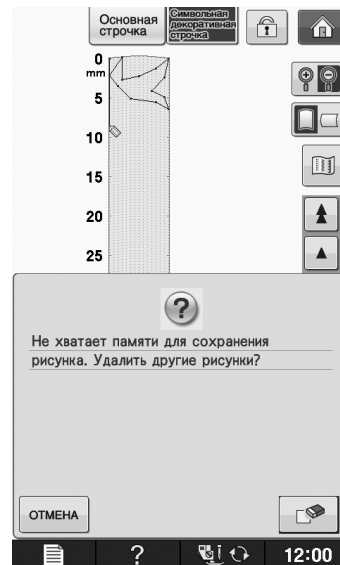 Основная
строчка
Символьная
декоративная
строчка
0
mm
5
10
15
20
25
?
Не хватает памяти для сохранения
рисунка. Удалить другие рисунки?
ОТМЕНА
?
12:00